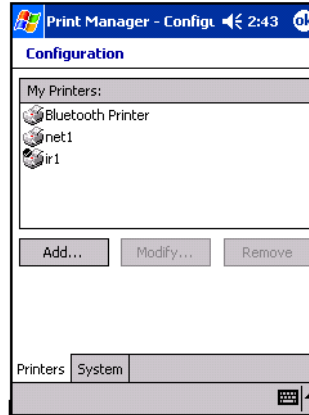 Print Manager - Configu 2:43 ok
Configuration
My Printers:
Bluetooth Printer
net1
ir1
Add... Modify... Remove
Printers System